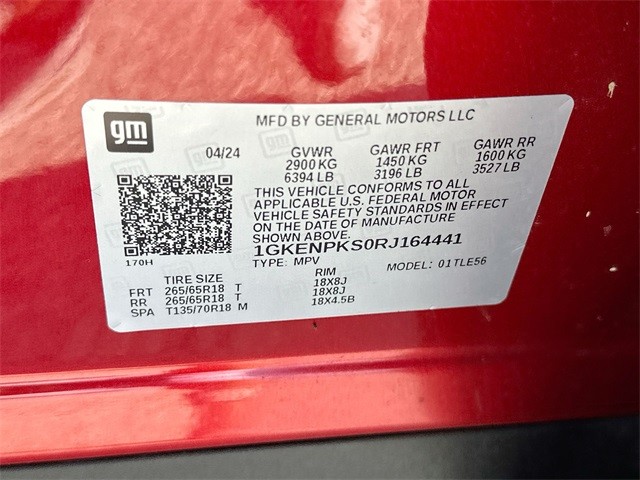 gm
MFD BY GENERAL MOTORS LLC
04/24 GVWR GAWR FRT GAWR RR
2900 KG 1450 KG 1600 KG
6394 LB 3196 LB 3527 LB
THIS VEHICLE CONFORMS TO ALL
APPLICABLE U.S. FEDERAL MOTOR
VEHICLE SAFETY STANDARDS IN EFFECT
ON THE DATE OF MANUFACTURE
SHOWN ABOVE.
1GKENPKS0RJ164441
170H TYPE: MPV MODEL: 01TLE56
TIRE SIZE RIM
FRT 265/65R18 T 18X8J
RR 265/65R18 T 18X8J
SPA T135/70R18 M 18X4.5B